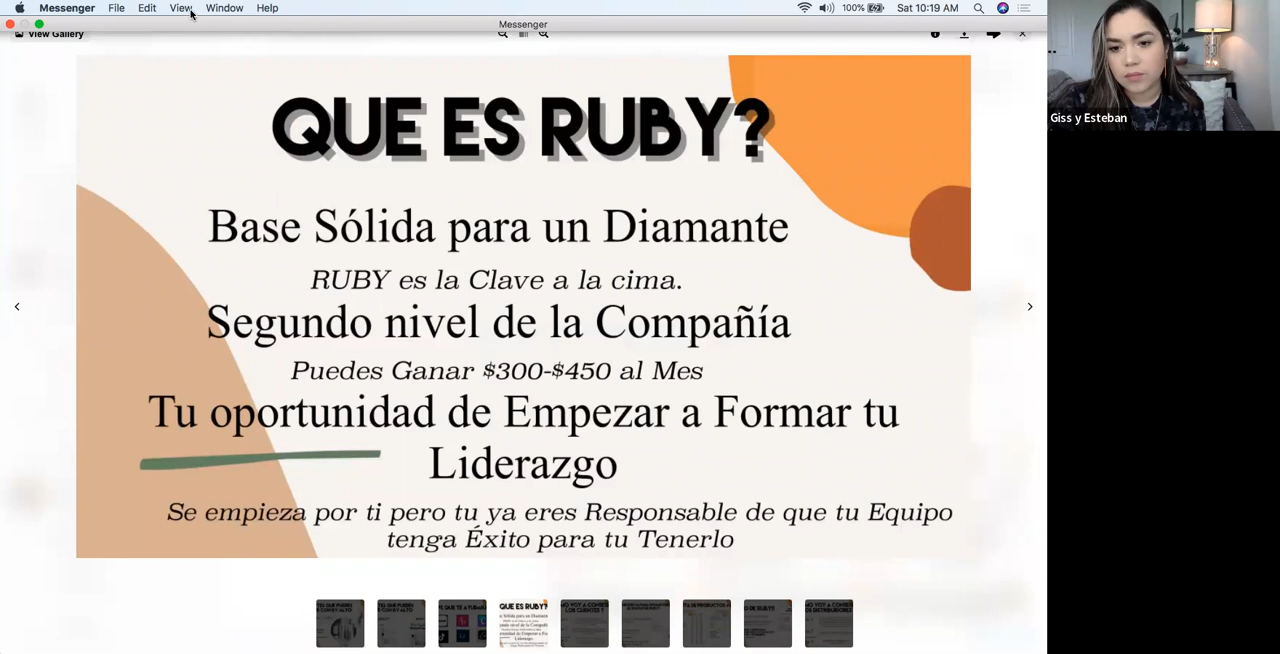 Messenger File Edit View Window Help 100% Sat 10:19 AM
Messenger
View Gallery
Giss y Esteban
QUE ES RUBY?
Base Sólida para un Diamante
RUBY es la Clave a la cima.
Segundo nivel de la Compañía
Puedes Ganar $300-$450 al Mes
Tu oportunidad de Empezar a Formar tu
Liderazgo
Se empieza por ti pero tu ya eres Responsable de que tu Equipo
tenga Éxito para tu Tenerlo
QUE ES RUBY?